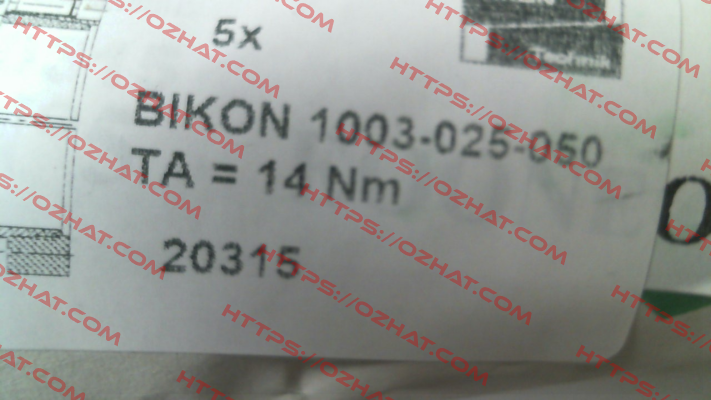 5x
Technik
BIKON 1003-025-050
TA = 14 Nm
20315
HTTPS://OZHAT.COM